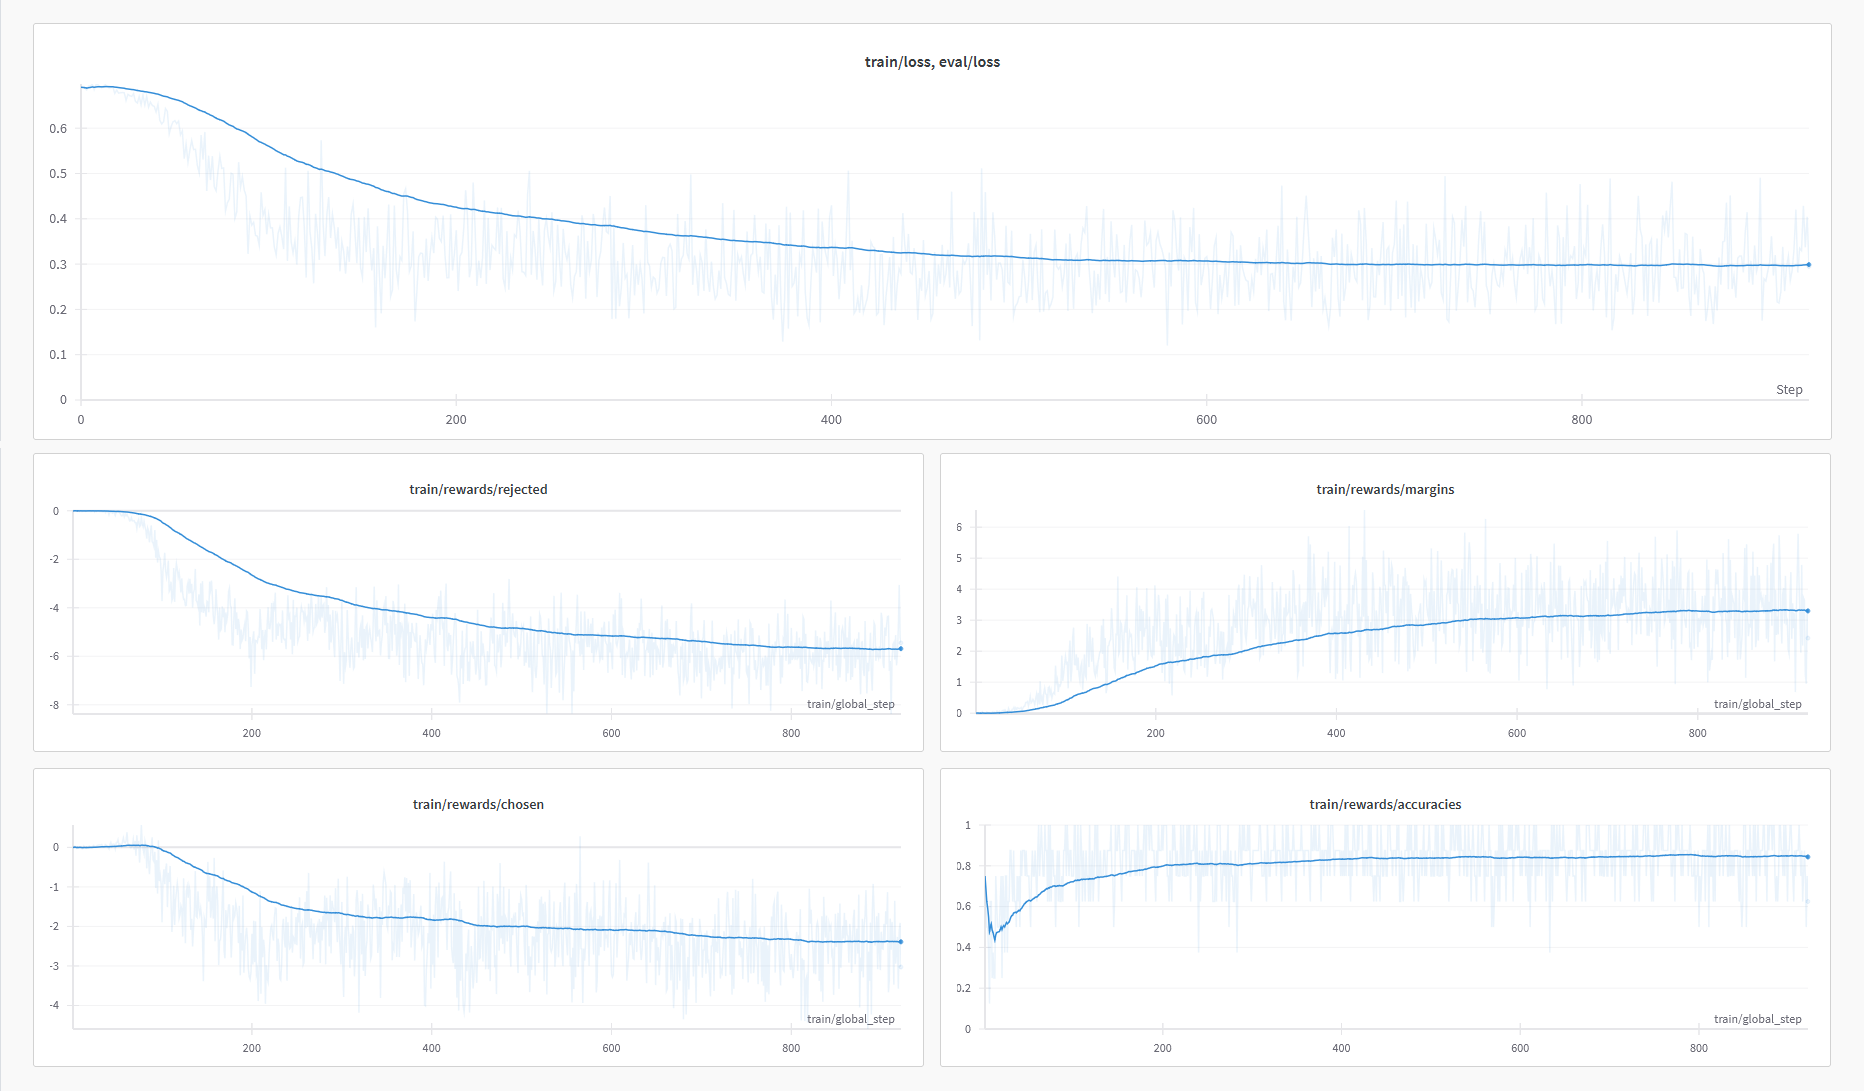 train/loss, eval/loss
0.6
0.5
0.4
0.3
0.2
0.1
0
Step
0 200 400 600 800
train/rewards/rejected
0
-2
-4
-6
-8
train/global_step
200 400 600 800
train/rewards/margins
6
5
4
3
2
1
0
train/global_step
200 400 600 800
train/rewards/chosen
0
-1
-2
-3
-4
train/global_step
200 400 600 800
train/rewards/accuracies
1
0.8
0.6
0.4
0.2
0
train/global_step
200 400 600 800